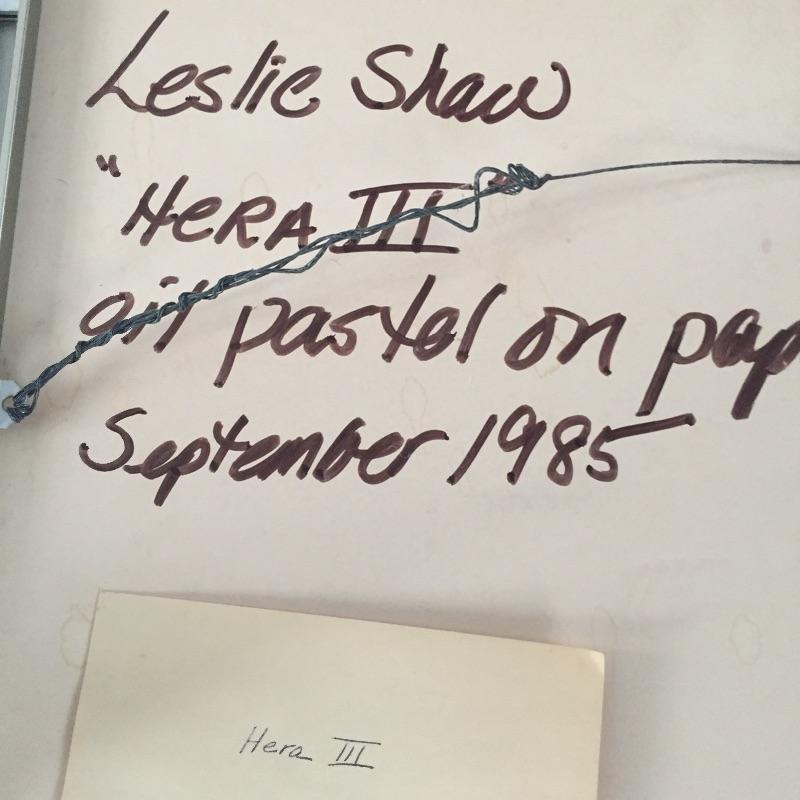 Leslie Shaw
"HERA III
oil pastel on pap
September 1985
Hera III